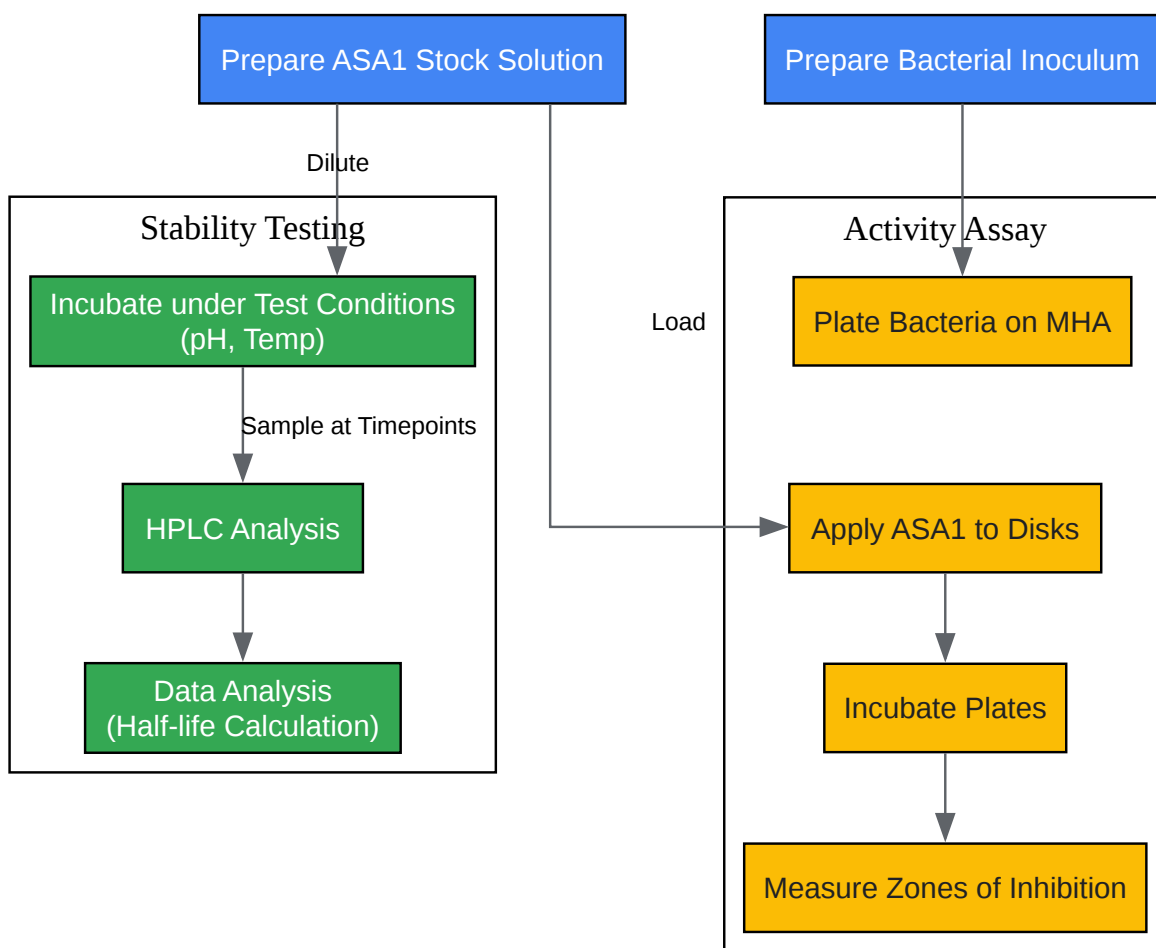 Prepare ASA1 Stock Solution
Prepare Bacterial Inoculum
Dilute
Stability Testing
Incubate under Test Conditions
(pH, Temp)
Sample at Timepoints
HPLC Analysis
Data Analysis
(Half-life Calculation)
Load
Activity Assay
Plate Bacteria on MHA
Apply ASA1 to Disks
Incubate Plates
Measure Zones of Inhibition